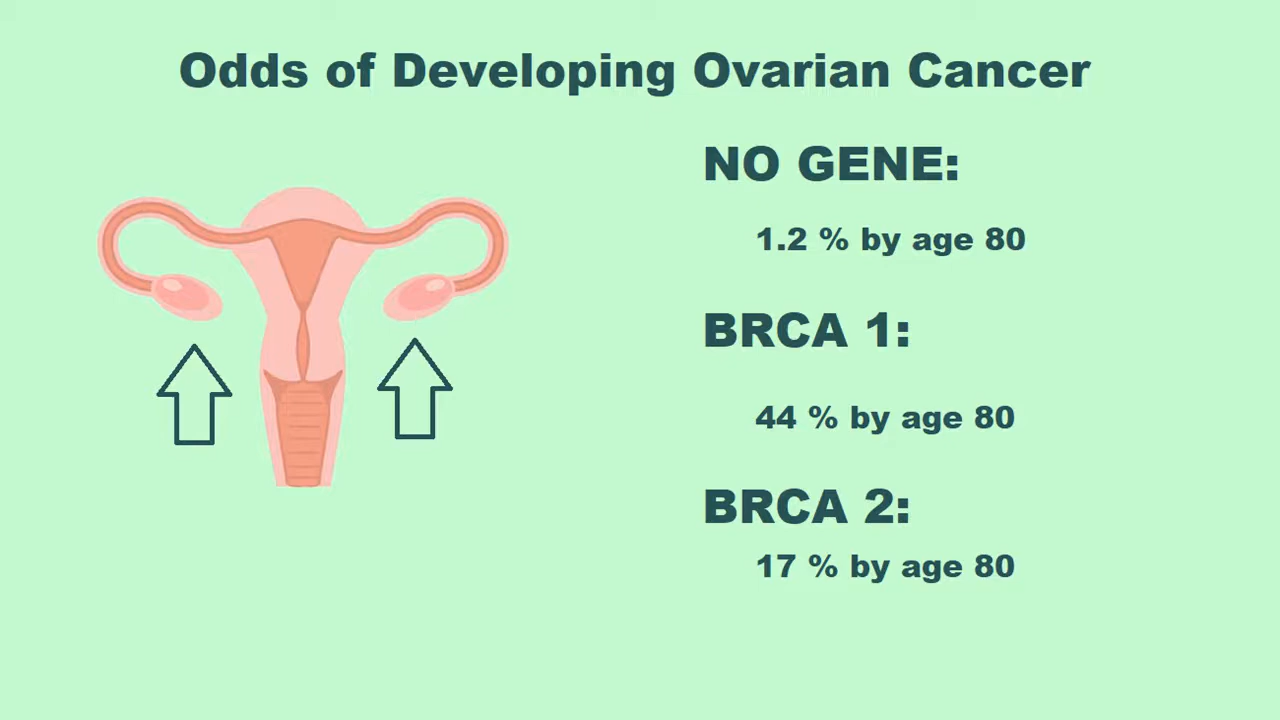 Odds of Developing Ovarian Cancer
NO GENE:
1.2 % by age 80
BRCA 1:
44 % by age 80
BRCA 2:
17 % by age 80